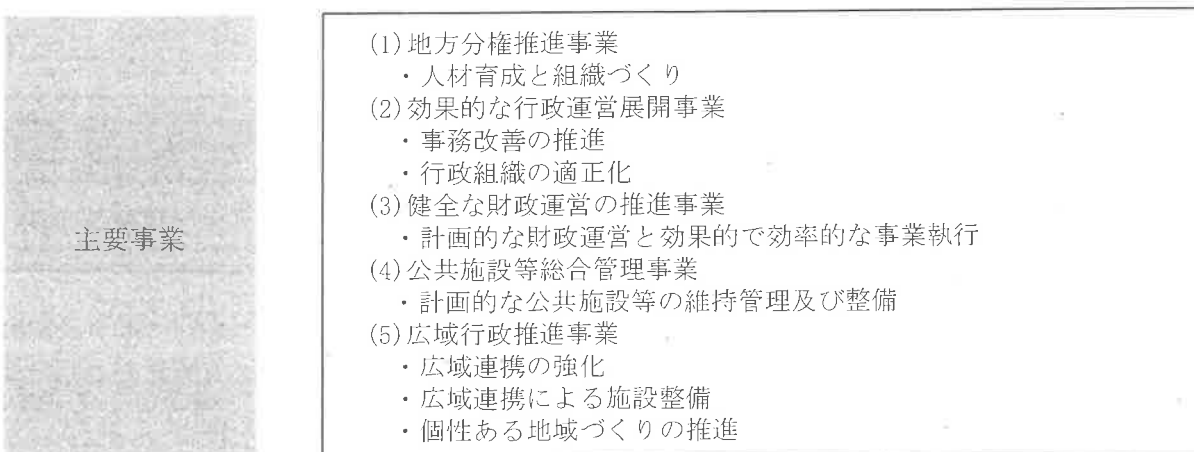 主要事業
(1)地方分権推進事業
・人材育成と組織づくり
(2)効果的な行政運営展開事業
・事務改善の推進
・行政組織の適正化
(3)健全な財政運営の推進事業
・計画的な財政運営と効果的で効率的な事業執行
(4)公共施設等総合管理事業
・計画的な公共施設等の維持管理及び整備
(5)広域行政推進事業
・広域連携の強化
・広域連携による施設整備
・個性ある地域づくりの推進